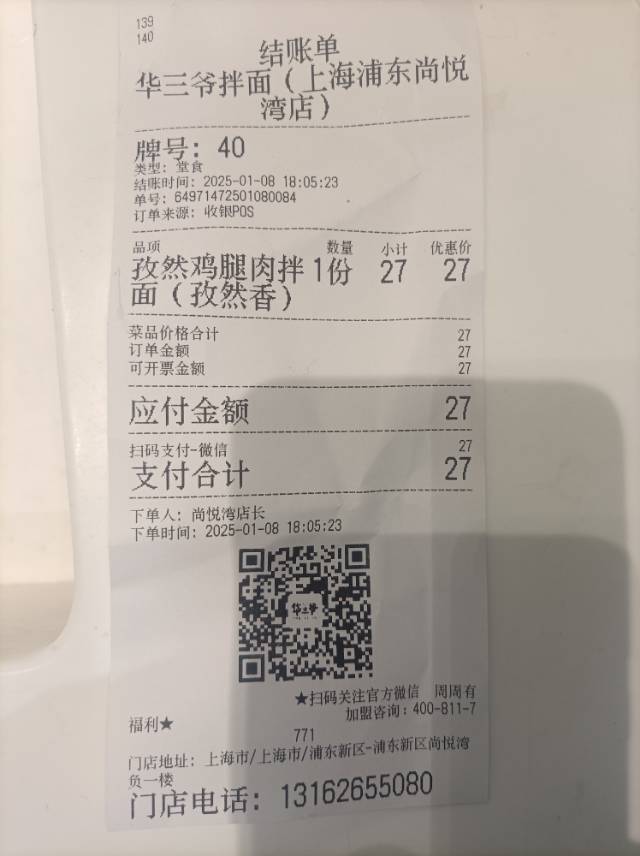 139
140
结账单
华三爷拌面（上海浦东尚悦
湾店）
牌号: 40
类型: 堂食
结账时间: 2025-01-08 18:05:23
单号: 64971472501080084
订单来源: 收银POS
品项 数量 小计 优惠价
孜然鸡腿肉拌 1份 27 27
面（孜然香）
菜品价格合计 27
订单金额 27
可开票金额 27
应付金额 27
扫码支付-微信 27
支付合计 27
下单人: 尚悦湾店长
下单时间: 2025-01-08 18:05:23
华三爷
★扫码关注官方微信 周周有
福利★ 加盟咨询:400-811-7
771
门店地址: 上海市/上海市/浦东新区-浦东新区尚悦湾
负一楼
门店电话: 13162655080